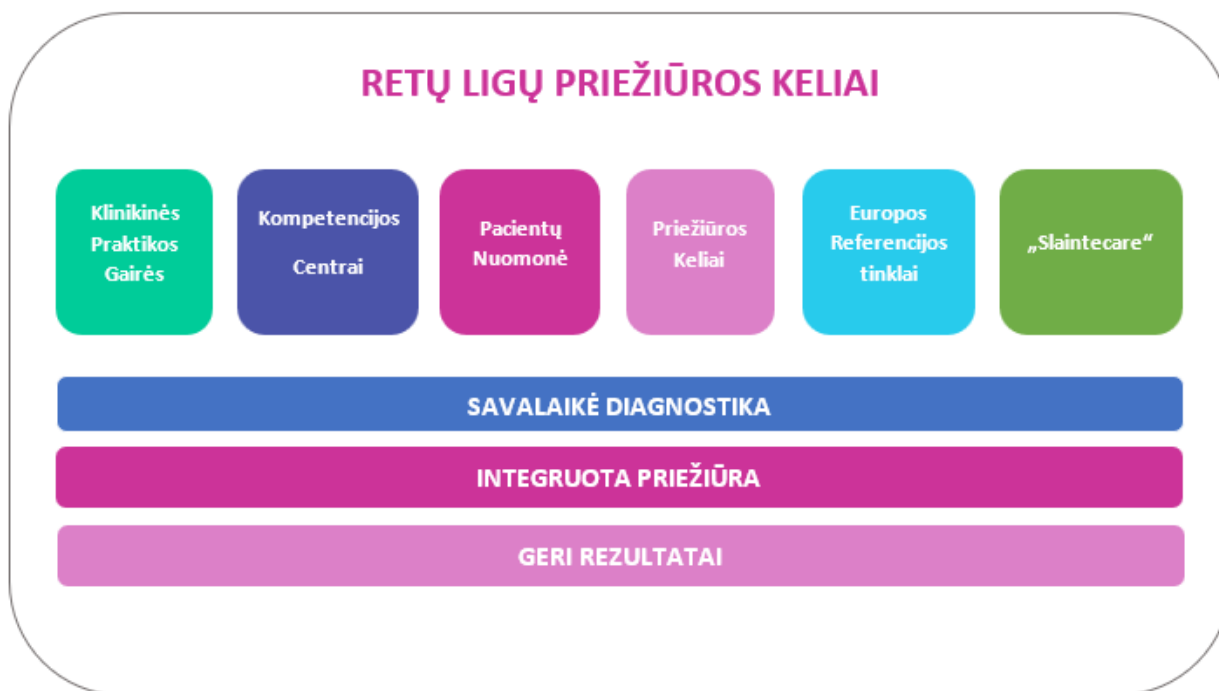 RETŲ LIGŲ PRIEŽIŪROS KELIAI
Klinikinės
Praktikos
Gairės
Kompetencijos
Centrai
Pacientų
Nuomonė
Priežiūros
Keliai
Europos
Referencijos
tinklai
„Slaintecare“
SAVALAIKĖ DIAGNOSTIKA
INTEGRUOTA PRIEŽIŪRA
GERI REZULTATAI